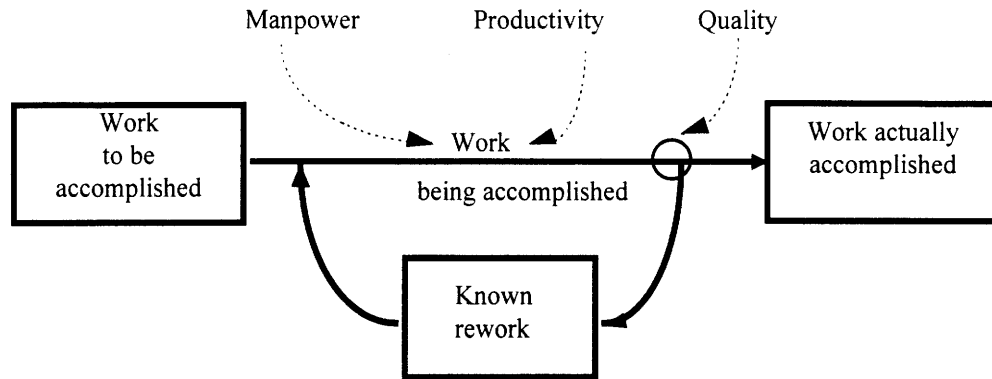 Manpower
Productivity
Quality
Work
to be
accomplished
Work
being accomplished
Work actually
accomplished
Known
rework